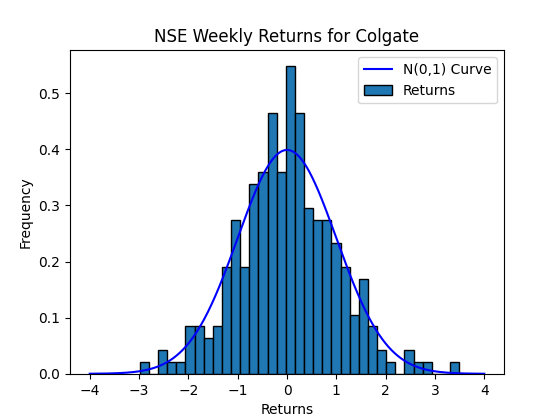 NSE Weekly Returns for Colgate
N(0,1) Curve
Returns
Frequency
0.5
0.4
0.3
0.2
0.1
0.0
−4 −3 −2 −1 0 1 2 3 4
Returns